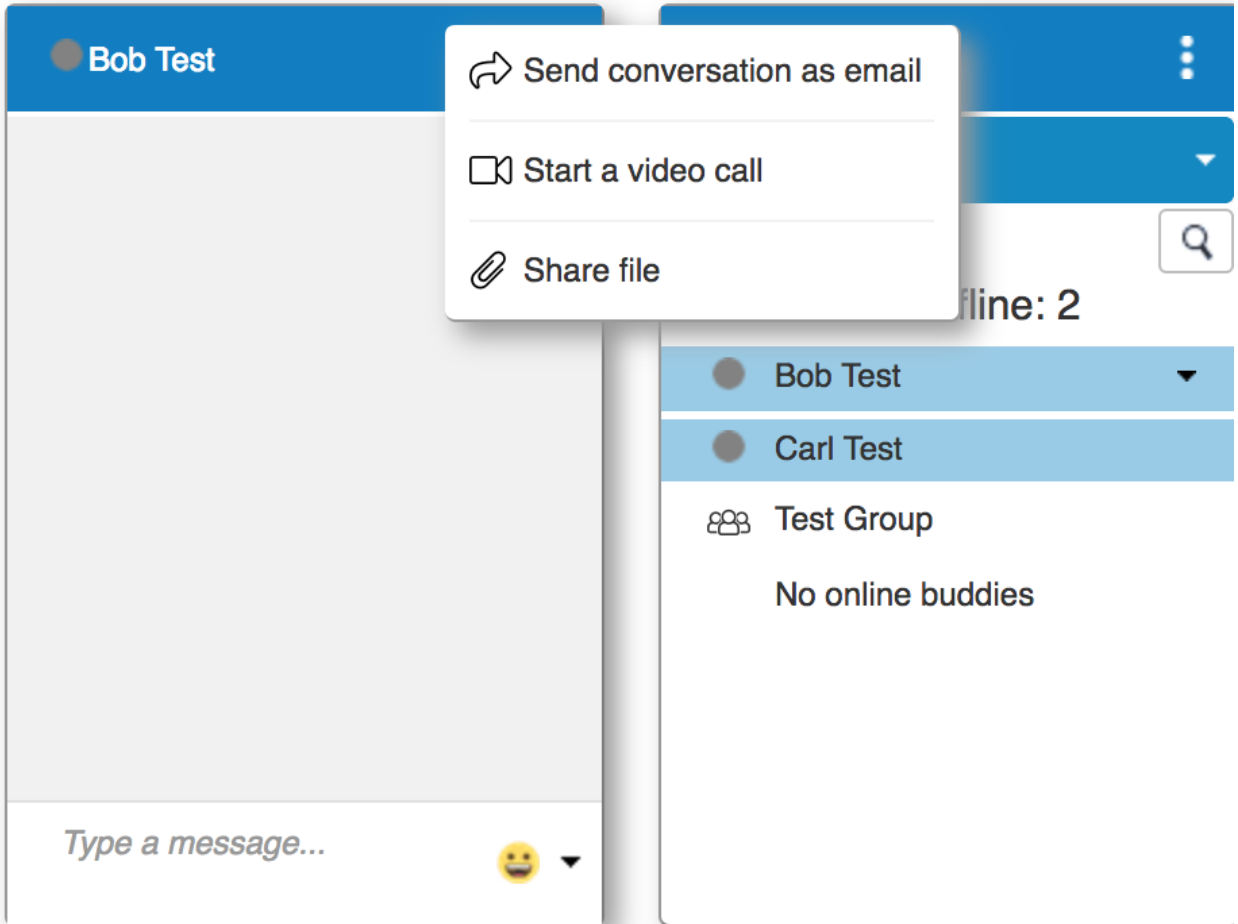 Bob Test
Send conversation as email
Start a video call
Share file
line: 2
Bob Test
Carl Test
Test Group
No online buddies
Type a message...